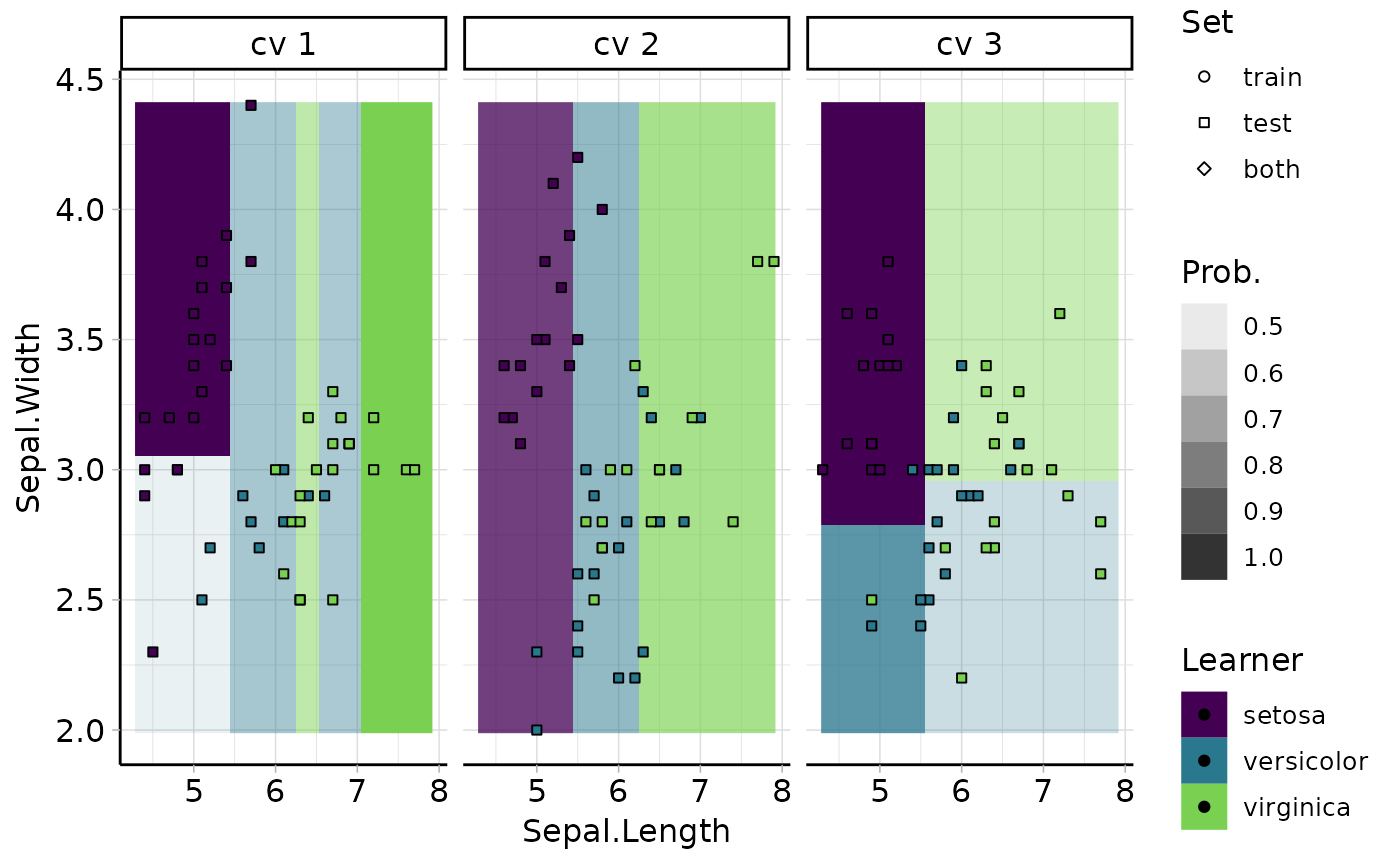 cv 1
cv 2
cv 3
4.5
4.0
3.5
3.0
2.5
2.0
Sepal.Width
5 6 7 8
5 6 7 8
5 6 7 8
Sepal.Length
Set
train
test
both
Prob.
0.5
0.6
0.7
0.8
0.9
1.0
Learner
setosa
versicolor
virginica